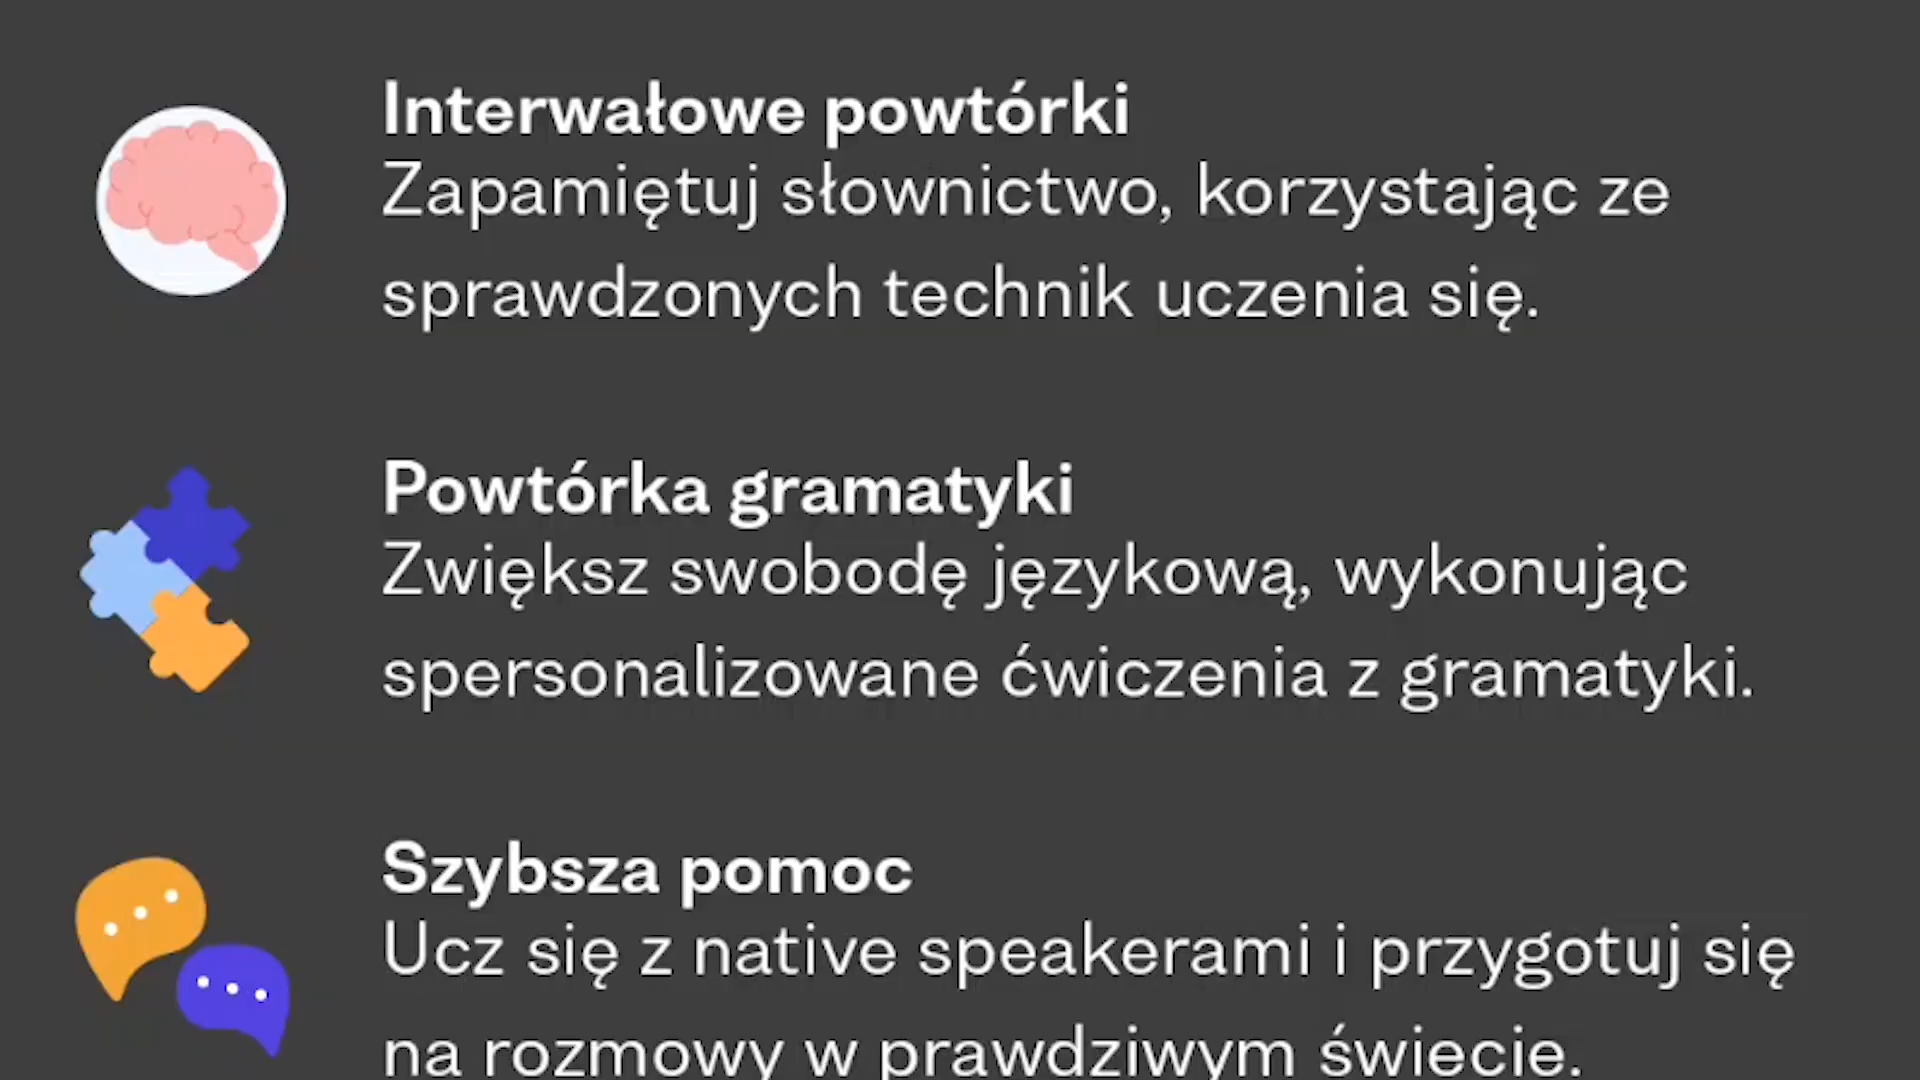 Interwałowe powtórki
Zapamiętuj słownictwo, korzystając ze
sprawdzonych technik uczenia się.
Powtórka gramatyki
Zwiększ swobodę językową, wykonując
spersonalizowane ćwiczenia z gramatyki.
Szybsza pomoc
Ucz się z native speakerami i przygotuj się
na rozmowy w prawdziwym świecie.